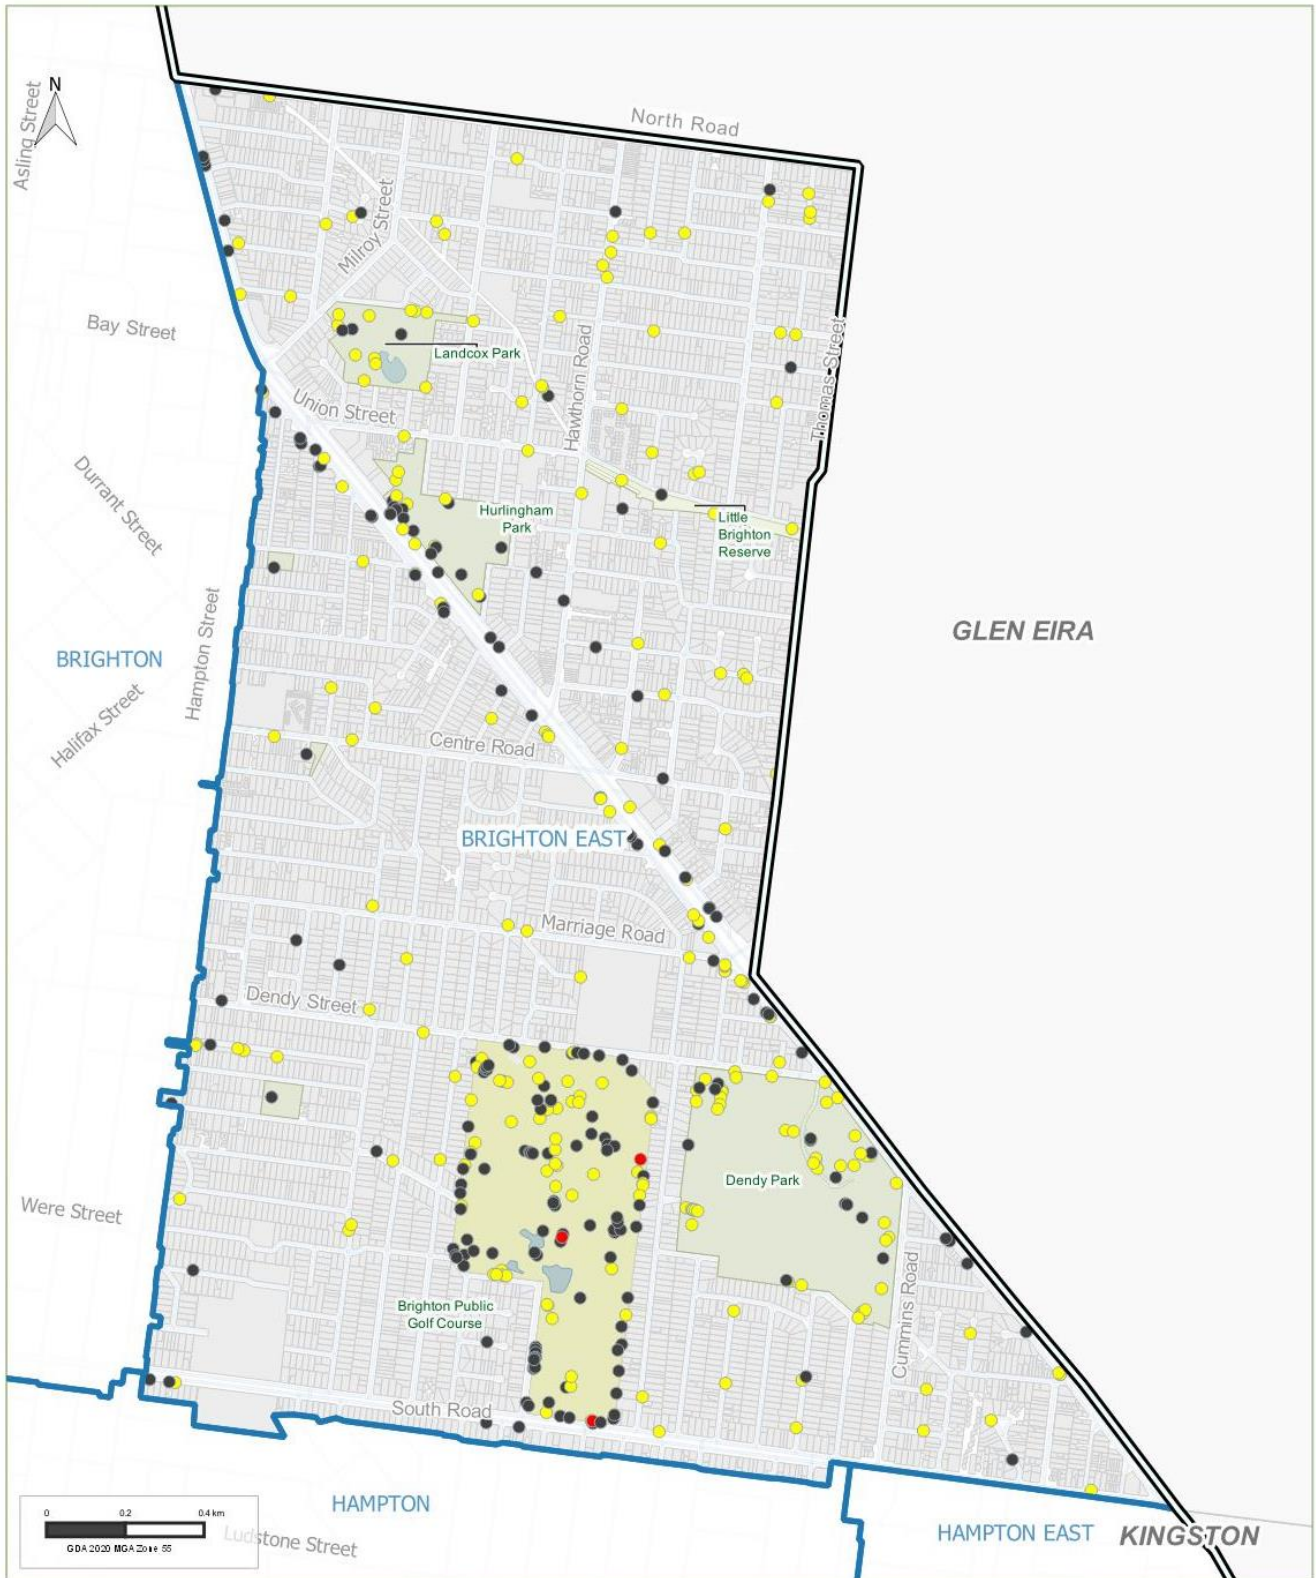 N
North Road
Asling Street
Milroy Street
Bay Street
Landcox Park
Hawthorn Road
Thomas Street
Union Street
Durrant Street
Hurlingham
Park
Little
Brighton
Reserve
GLEN EIRA
BRIGHTON
Hampton Street
Halifax Street
Centre Road
BRIGHTON EAST
Marriage Road
Dendy Street
Dendy Park
Were Street
Brighton Public
Golf Course
Cummins Road
South Road
HAMPTON
HAMPTON EAST
KINGSTON
0 0.2 0.4 km
GDA 2020 MGA Zone 55
Ludstone Street